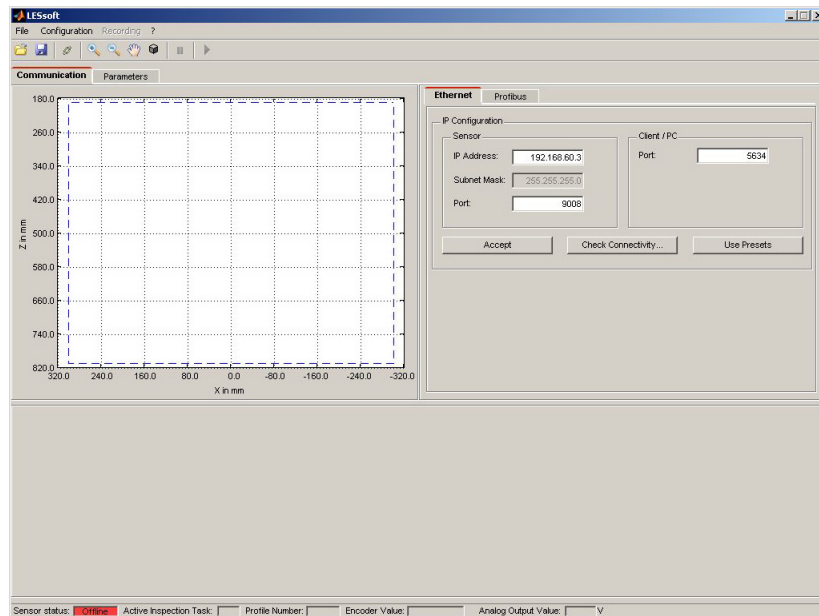 LESsoft
File Configuration Recording ?
Communication Parameters
180.0
260.0
340.0
420.0
500.0
580.0
660.0
740.0
820.0
Z in mm
320.0 240.0 160.0 80.0 0.0 -80.0 -160.0 -240.0 -320.0
X in mm
Ethernet Profibus
IP Configuration
Sensor
IP Address: 192.168.60.3
Subnet Mask: 255.255.255.0
Port: 9008
Client / PC
Port: 5634
Accept Check Connectivity... Use Presets
Sensor status: Offline Active Inspection Task: Profile Number: Encoder Value: Analog Output Value: V